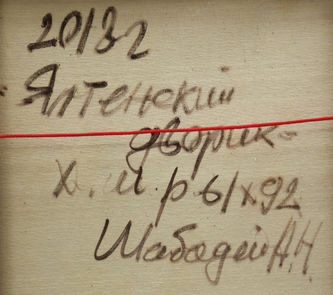 2013г
Ялтенский
дворик-
х.м.р 61х92
Шабадей А.Н.